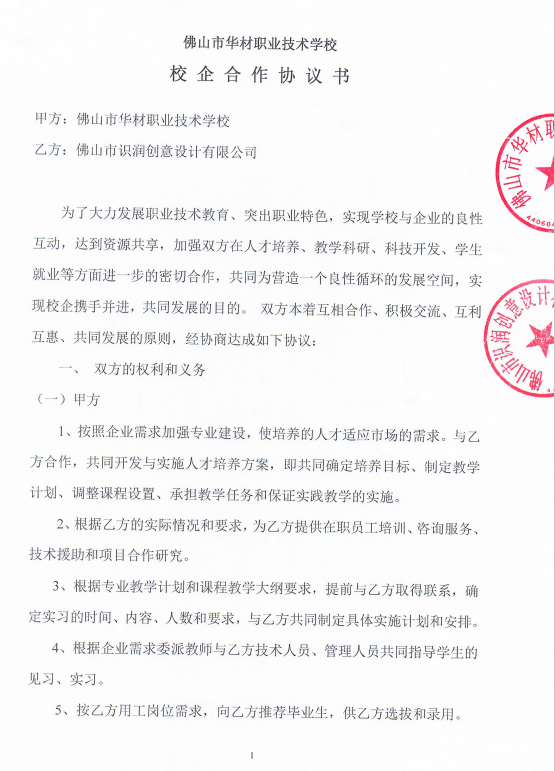 佛山市华材职业技术学校
校企合作协议书
甲方：佛山市华材职业技术学校
乙方：佛山市识润创意设计有限公司
为了大力发展职业技术教育、突出职业特色，实现学校与企业的良性
互动，达到资源共享，加强双方在人才培养、教学科研、科技开发、学生
就业等方面进一步的密切合作，共同为营造一个良性循环的发展空间，实
现校企携手并进，共同发展的目的。 双方本着互相合作、积极交流、互利
互惠、共同发展的原则，经协商达成如下协议：
一、 双方的权利和义务
（一）甲方
1、按照企业需求加强专业建设，使培养的人才适应市场的需求。与乙
方合作，共同开发与实施人才培养方案，即共同确定培养目标、制定教学
计划、调整课程设置、承担教学任务和保证实践教学的实施。
2、根据乙方的实际情况和要求，为乙方提供在职员工培训、咨询服务、
技术援助和项目合作研究。
3、根据专业教学计划和课程教学大纲要求，提前与乙方取得联系，确
定实习的时间、内容、人数和要求，与乙方共同制定具体实施计划和安排。
4、根据企业需求委派教师与乙方技术人员、管理人员共同指导学生的
见习、实习。
5、按乙方用工岗位需求，向乙方推荐毕业生，供乙方选拔和录用。
1
佛山市华材职
44060
佛山市识润创意设计